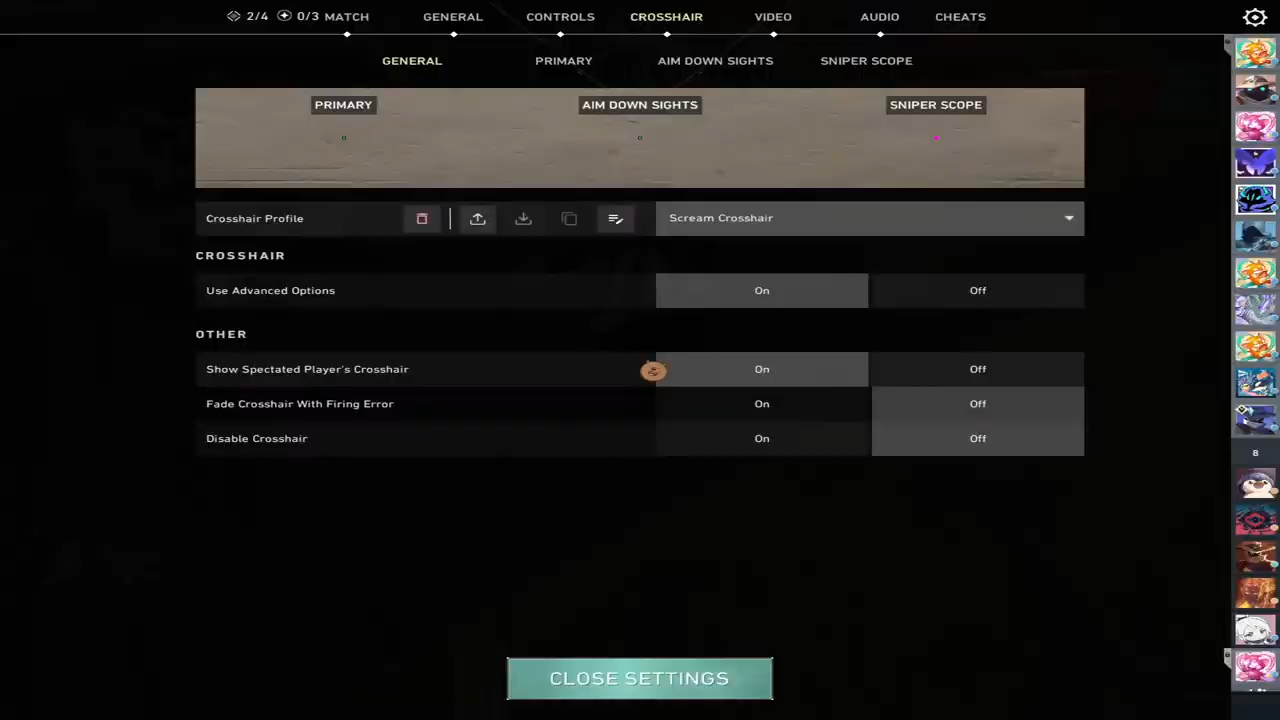 2/4 0/3 MATCH GENERAL CONTROLS CROSSHAIR VIDEO AUDIO CHEATS
GENERAL PRIMARY AIM DOWN SIGHTS SNIPER SCOPE
PRIMARY AIM DOWN SIGHTS SNIPER SCOPE
Crosshair Profile Scream Crosshair
CROSSHAIR
Use Advanced Options On Off
OTHER
Show Spectated Player's Crosshair On Off
Fade Crosshair With Firing Error On Off
Disable Crosshair On Off
8
CLOSE SETTINGS